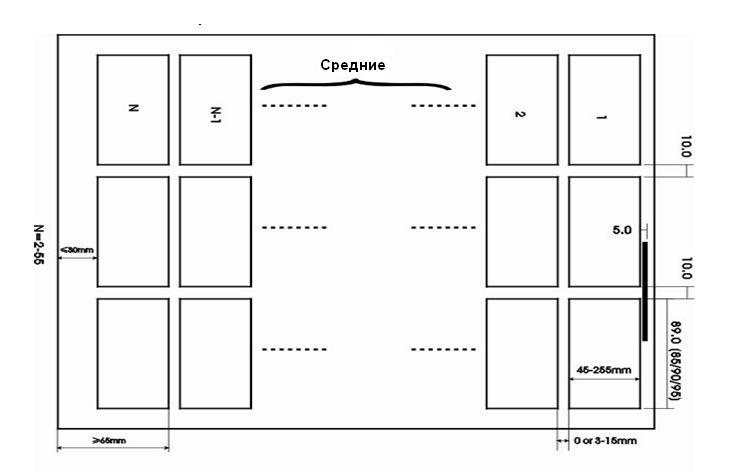 Средние
N
N-1
2
1
10.0
5.0
N=2-55
≤30mm
10.0
89.0 (85/90/95)
45-255mm
≥65mm
0 or 3-15mm